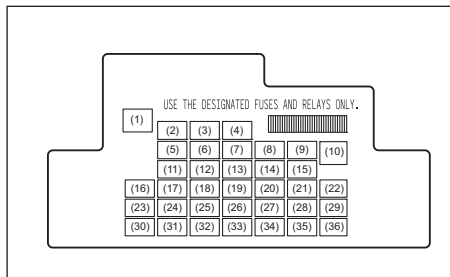 USE THE DESIGNATED FUSES AND RELAYS ONLY.
(1)
(2) (3) (4)
(5) (6) (7) (8) (9) (10)
(11) (12) (13) (14) (15)
(16) (17) (18) (19) (20) (21) (22)
(23) (24) (25) (26) (27) (28) (29)
(30) (31) (32) (33) (34) (35) (36)